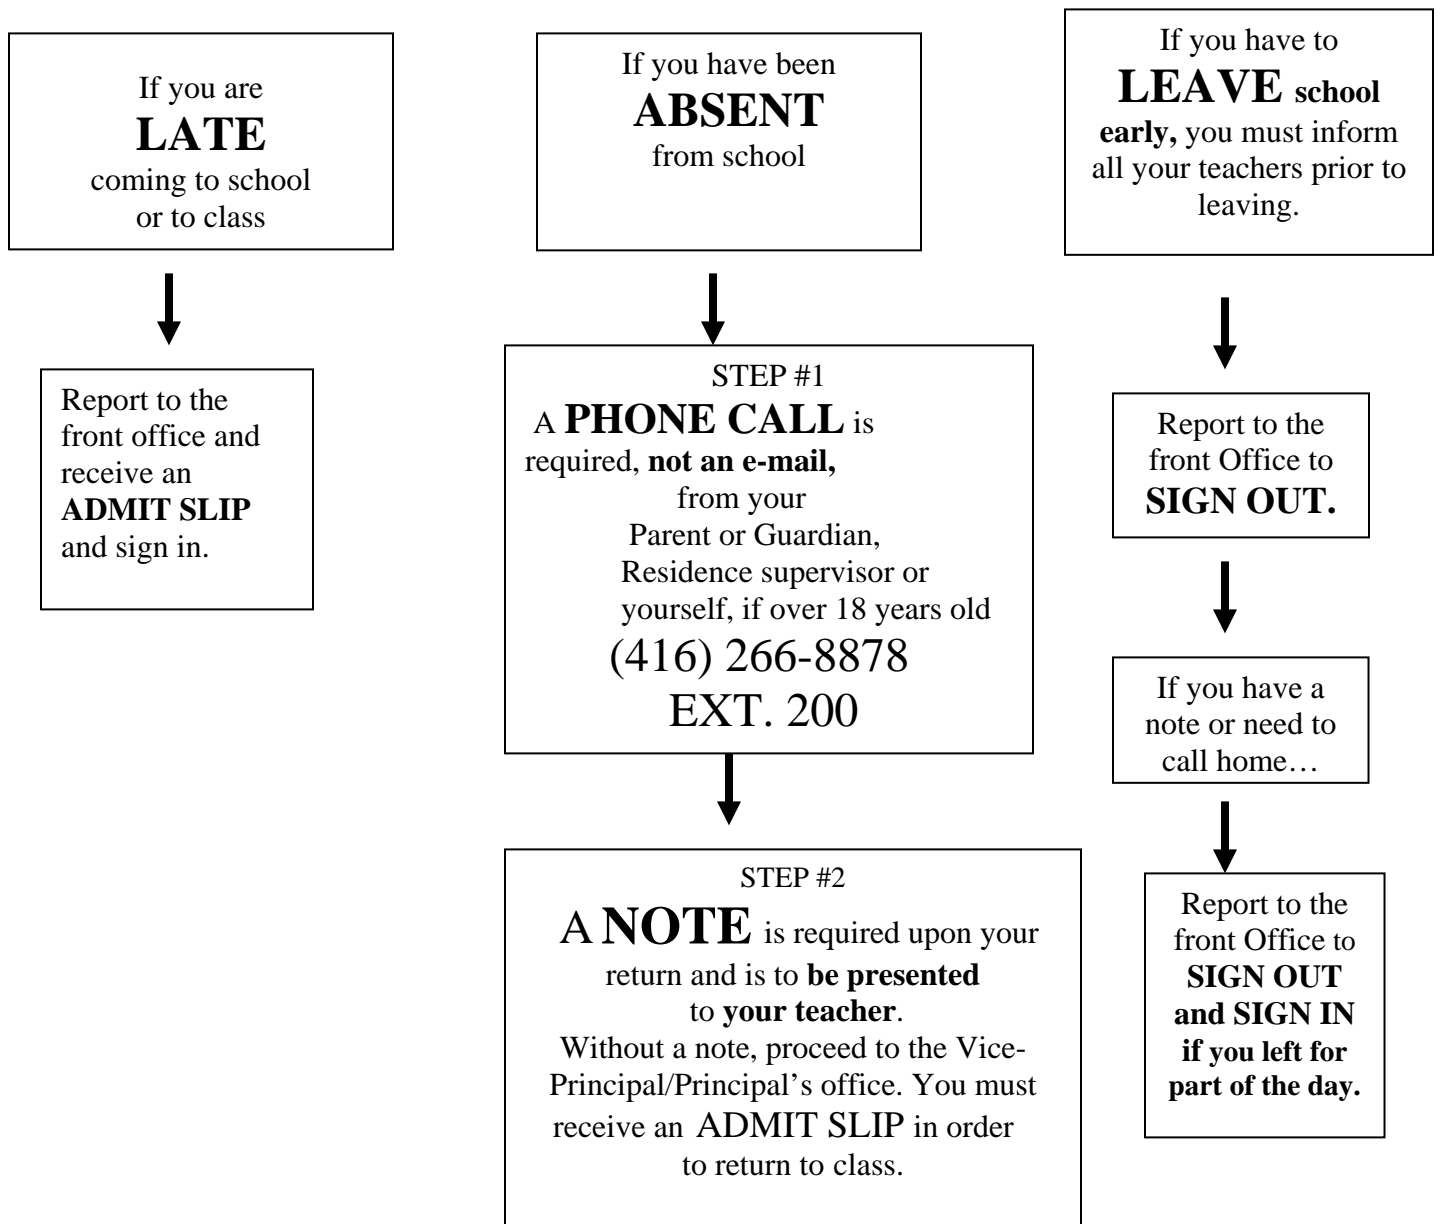 If you are
LATE
coming to school
or to class
Report to the
front office and
receive an
ADMIT SLIP
and sign in.
If you have been
ABSENT
from school
STEP #1
A PHONE CALL is
required, not an e-mail,
from your
Parent or Guardian,
Residence supervisor or
yourself, if over 18 years old
(416) 266-8878
EXT. 200
STEP #2
A NOTE is required upon your
return and is to be presented
to your teacher.
Without a note, proceed to the Vice-
Principal/Principal’s office. You must
receive an ADMIT SLIP in order
to return to class.
If you have to
LEAVE school
early, you must inform
all your teachers prior to
leaving.
Report to the
front Office to
SIGN OUT.
If you have a
note or need to
call home…
Report to the
front Office to
SIGN OUT
and SIGN IN
if you left for
part of the day.